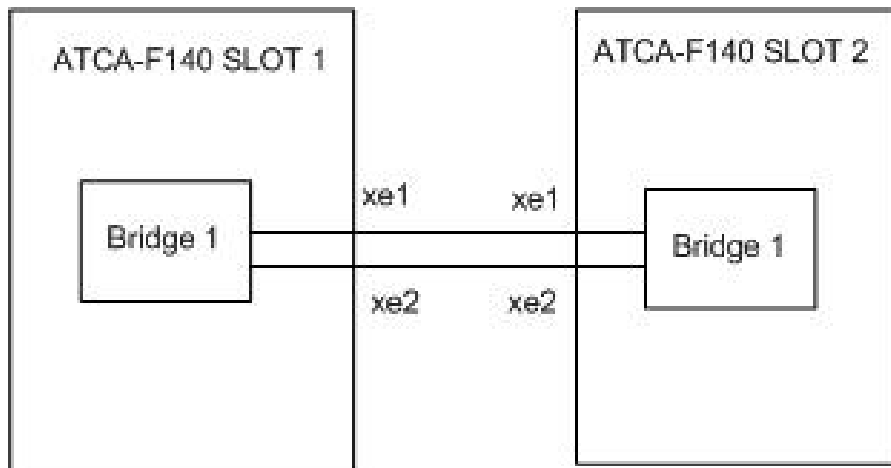 ATCA-F140 SLOT 1
ATCA-F140 SLOT 2
xe1
xe1
Bridge 1
Bridge 1
xe2
xe2